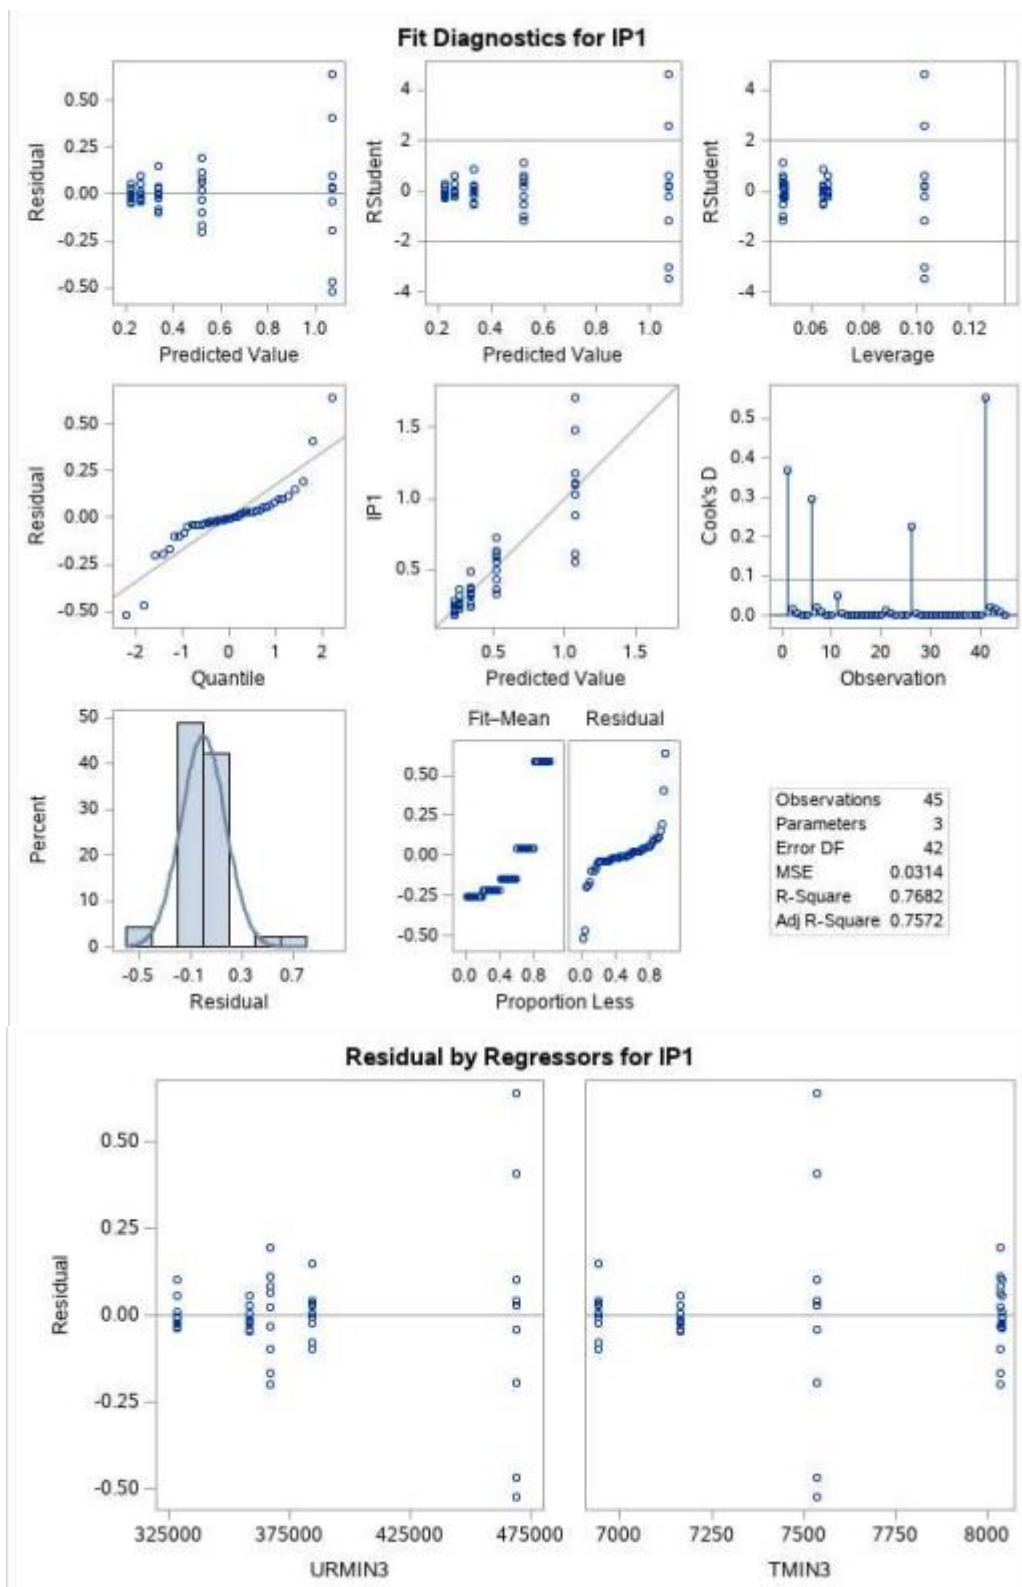 Fit Diagnostics for IP1
Residual
0.50
0.25
0.00
-0.25
-0.50
0.2 0.4 0.6 0.8 1.0
Predicted Value
RStudent
4
2
0
-2
-4
0.2 0.4 0.6 0.8 1.0
Predicted Value
RStudent
4
2
0
-2
-4
0.06 0.08 0.10 0.12
Leverage
Residual
0.50
0.25
0.00
-0.25
-0.50
-2 -1 0 1 2
Quantile
IP1
1.5
1.0
0.5
0.5 1.0 1.5
Predicted Value
Cook's D
0.5
0.4
0.3
0.2
0.1
0.0
0 10 20 30 40
Observation
Percent
50
40
30
20
10
0
-0.5 -0.1 0.3 0.7
Residual
Fit–Mean Residual
0.50
0.25
0.00
-0.25
-0.50
0.0 0.4 0.8 0.0 0.4 0.8
Proportion Less
Observations 45
Parameters 3
Error DF 42
MSE 0.0314
R-Square 0.7682
Adj R-Square 0.7572
Residual by Regressors for IP1
Residual
0.50
0.25
0.00
-0.25
-0.50
325000 375000 425000 475000
URMIN3
7000 7250 7500 7750 8000
TMIN3